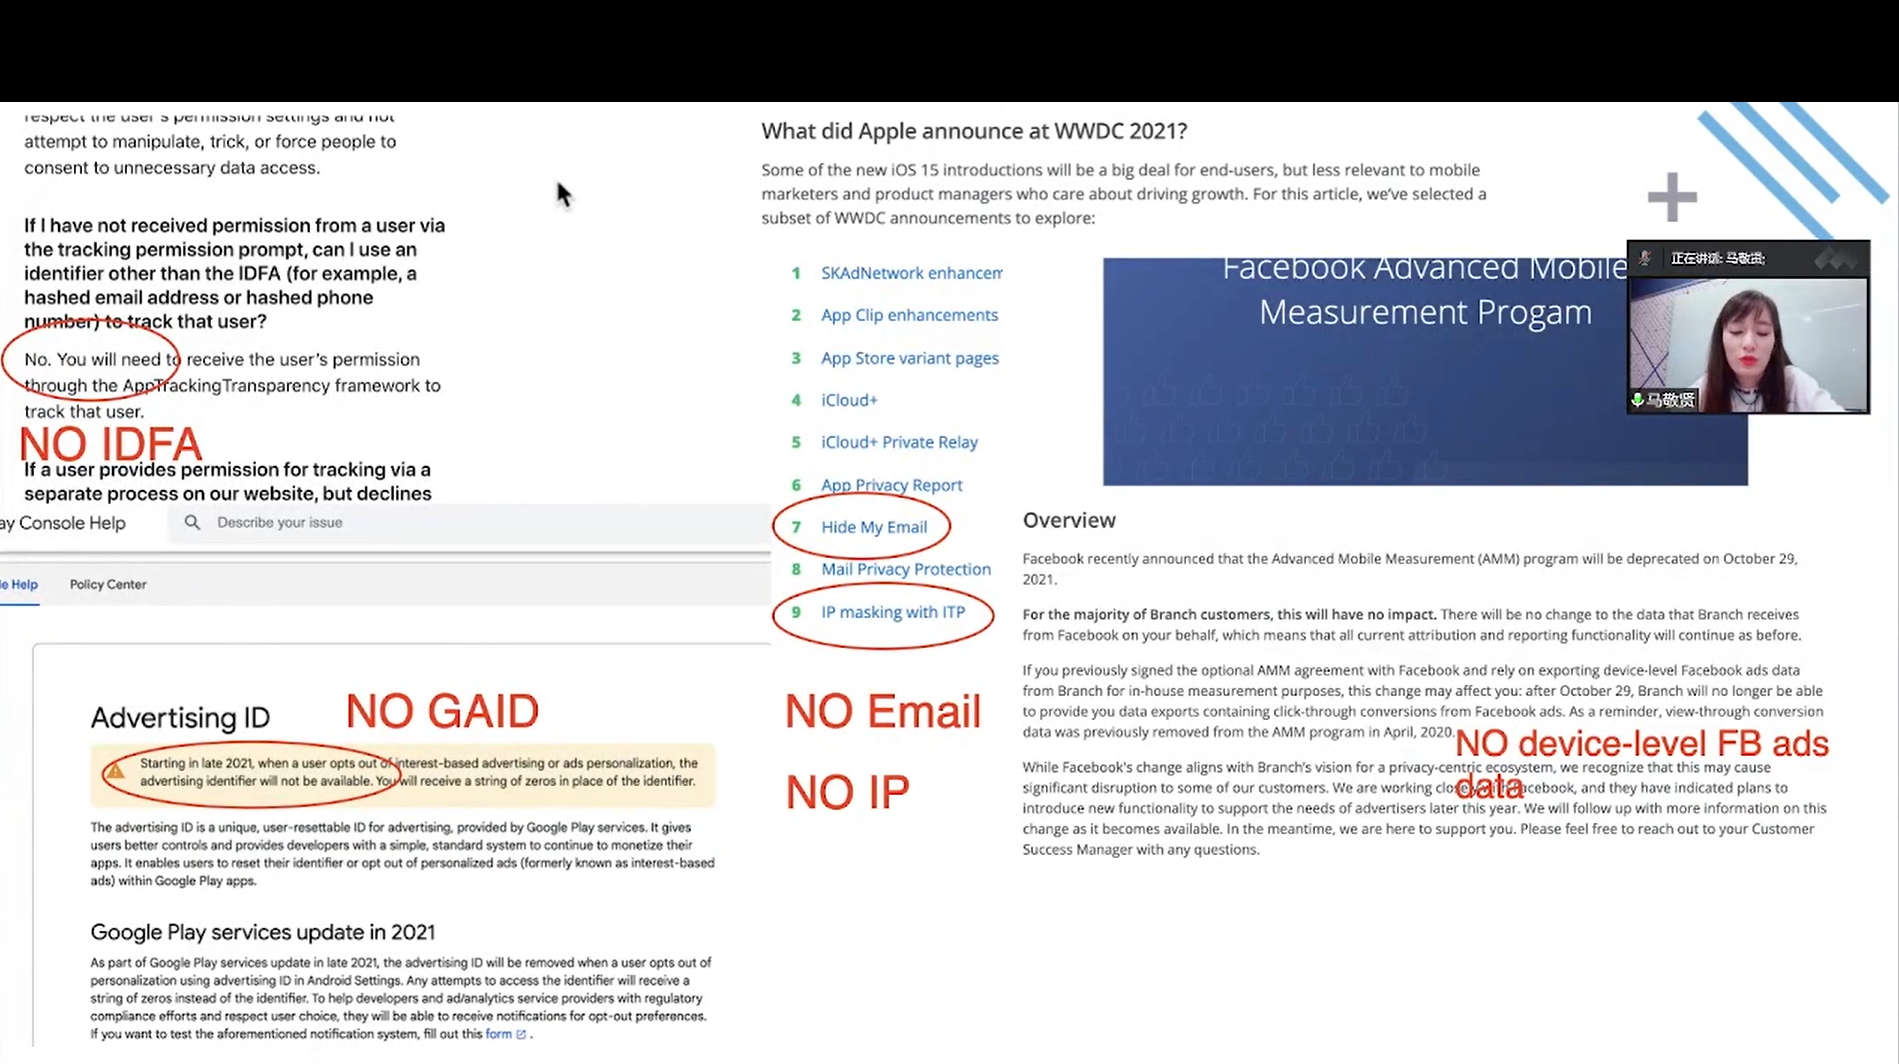 respect the user's permission settings and not
attempt to manipulate, trick, or force people to
consent to unnecessary data access.
If I have not received permission from a user via
the tracking permission prompt, can I use an
identifier other than the IDFA (for example, a
hashed email address or hashed phone
number) to track that user?
No. You will need to receive the user's permission
through the AppTrackingTransparency framework to
track that user.
NO IDFA
If a user provides permission for tracking via a
separate process on our website, but declines
ay Console Help
Describe your issue
le Help
Policy Center
Advertising ID
NO GAID
Starting in late 2021, when a user opts out of interest-based advertising or ads personalization, the
advertising identifier will not be available. You will receive a string of zeros in place of the identifier.
The advertising ID is a unique, user-resettable ID for advertising, provided by Google Play services. It gives
users better controls and provides developers with a simple, standard system to continue to monetize their
apps. It enables users to reset their identifier or opt out of personalized ads (formerly known as interest-based
ads) within Google Play apps.
Google Play services update in 2021
As part of Google Play services update in late 2021, the advertising ID will be removed when a user opts out of
personalization using advertising ID in Android Settings. Any attempts to access the identifier will receive a
string of zeros instead of the identifier. To help developers and ad/analytics service providers with regulatory
compliance efforts and respect user choice, they will be able to receive notifications for opt-out preferences.
If you want to test the aforementioned notification system, fill out this form .
What did Apple announce at WWDC 2021?
Some of the new iOS 15 introductions will be a big deal for end-users, but less relevant to mobile
marketers and product managers who care about driving growth. For this article, we've selected a
subset of WWDC announcements to explore:
1 SKAdNetwork enhancem
2 App Clip enhancements
3 App Store variant pages
4 iCloud+
5 iCloud+ Private Relay
6 App Privacy Report
7 Hide My Email
8 Mail Privacy Protection
9 IP masking with ITP
NO Email
NO IP
Facebook Advanced Mobile
Measurement Progam
正在讲话: 马敬贤;
马敬贤
Overview
Facebook recently announced that the Advanced Mobile Measurement (AMM) program will be deprecated on October 29,
2021.
For the majority of Branch customers, this will have no impact. There will be no change to the data that Branch receives
from Facebook on your behalf, which means that all current attribution and reporting functionality will continue as before.
If you previously signed the optional AMM agreement with Facebook and rely on exporting device-level Facebook ads data
from Branch for in-house measurement purposes, this change may affect you: after October 29, Branch will no longer be able
to provide you data exports containing click-through conversions from Facebook ads. As a reminder, view-through conversion
data was previously removed from the AMM program in April, 2020.
NO device-level FB ads
data
While Facebook's change aligns with Branch's vision for a privacy-centric ecosystem, we recognize that this may cause
significant disruption to some of our customers. We are working closely with Facebook, and they have indicated plans to
introduce new functionality to support the needs of advertisers later this year. We will follow up with more information on this
change as it becomes available. In the meantime, we are here to support you. Please feel free to reach out to your Customer
Success Manager with any questions.